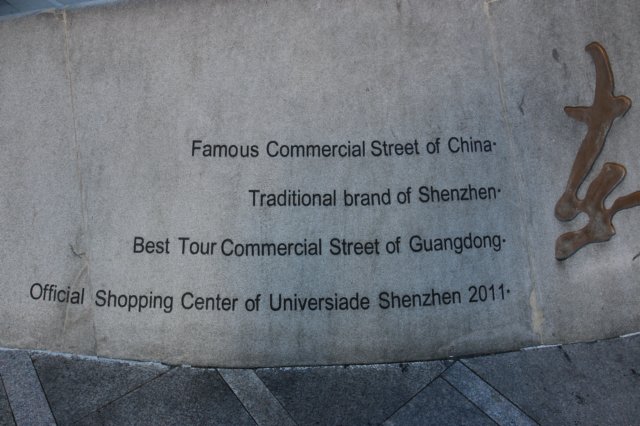 Famous Commercial Street of China·
Traditional brand of Shenzhen·
Best Tour Commercial Street of Guangdong·
Official Shopping Center of Universiade Shenzhen 2011·